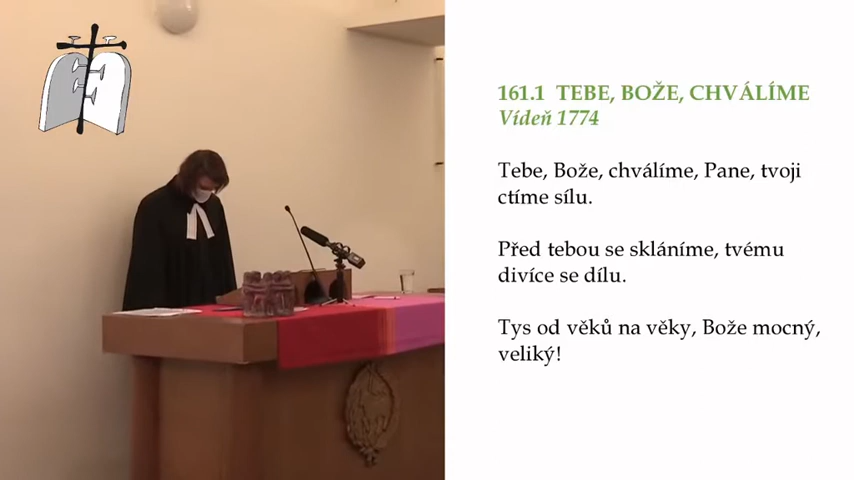 161.1 TEBE, BOŽE, CHVÁLÍME
Vídeň 1774
Tebe, Bože, chválíme, Pane, tvoji
ctíme sílu.
Před tebou se skláníme, tvému
divíce se dílu.
Tys od věků na věky, Bože mocný,
veliký!